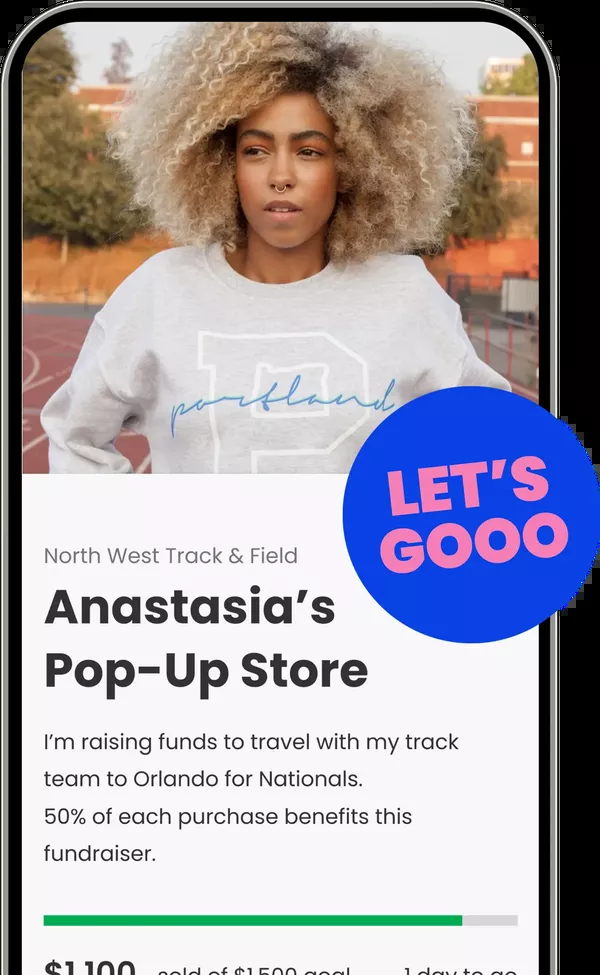 P
portland
LET’S
GOOO
North West Track & Field
Anastasia’s
Pop-Up Store
I’m raising funds to travel with my track
team to Orlando for Nationals.
50% of each purchase benefits this
fundraiser.
$1,100 sold of $1,500 goal 1 day to go